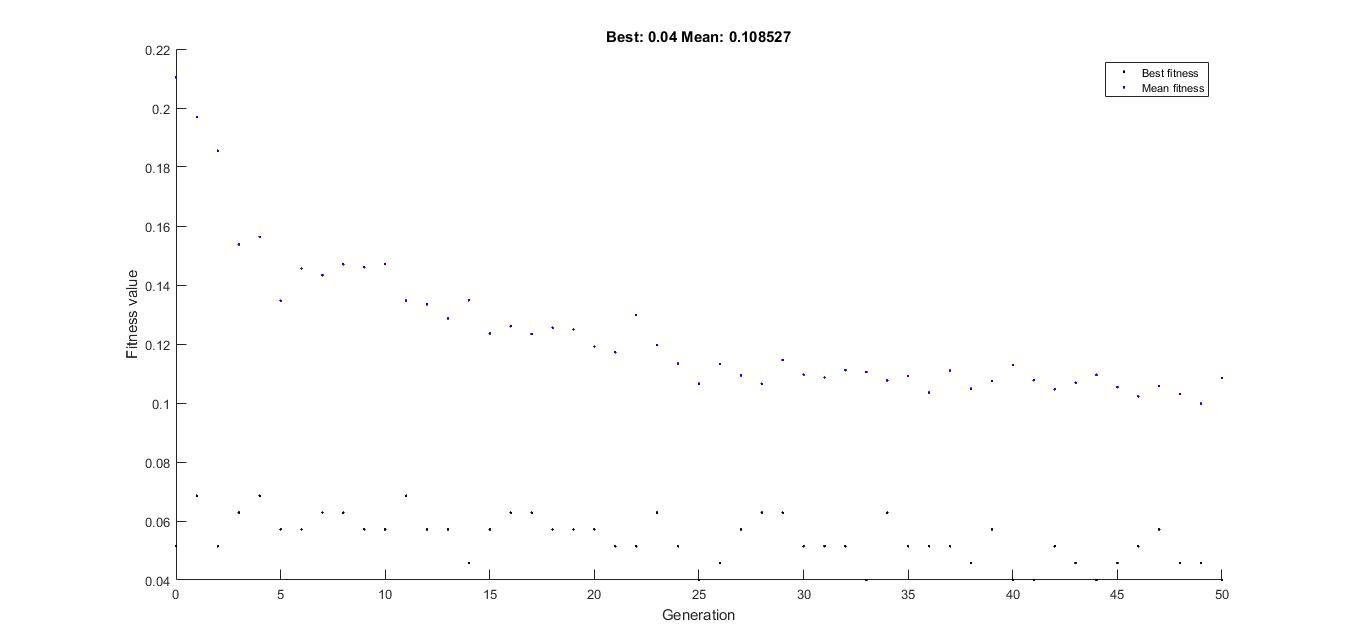 Best: 0.04 Mean: 0.108527
Best fitness
Mean fitness
Fitness value
0.22
0.2
0.18
0.16
0.14
0.12
0.1
0.08
0.06
0.04
0 5 10 15 20 25 30 35 40 45 50
Generation